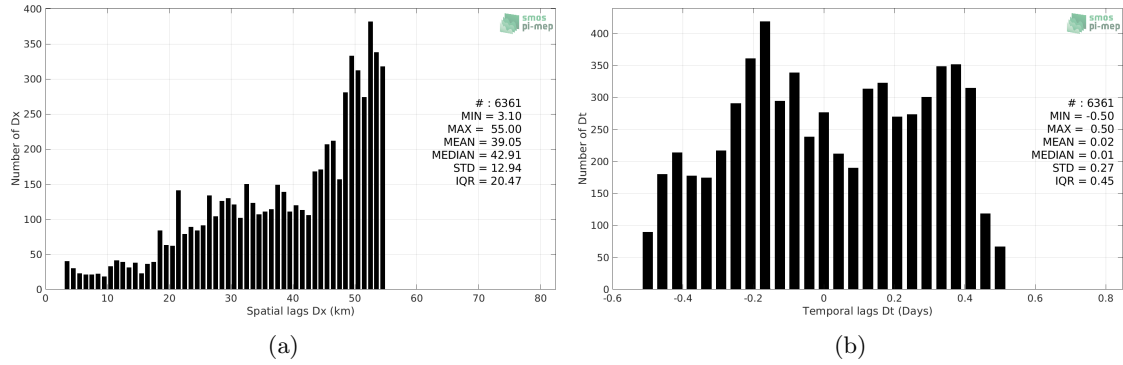 smos
pi-mep
400
350
300
250
200
150
100
50
0
Number of Dx
# : 6361
MIN = 3.10
MAX = 55.00
MEAN = 39.05
MEDIAN = 42.91
STD = 12.94
IQR = 20.47
0 10 20 30 40 50 60 70 80
Spatial lags Dx (km)
(a)
smos
pi-mep
400
350
300
250
200
150
100
50
0
Number of Dt
# : 6361
MIN = -0.50
MAX = 0.50
MEAN = 0.02
MEDIAN = 0.01
STD = 0.27
IQR = 0.45
-0.6 -0.4 -0.2 0 0.2 0.4 0.6 0.8
Temporal lags Dt (Days)
(b)